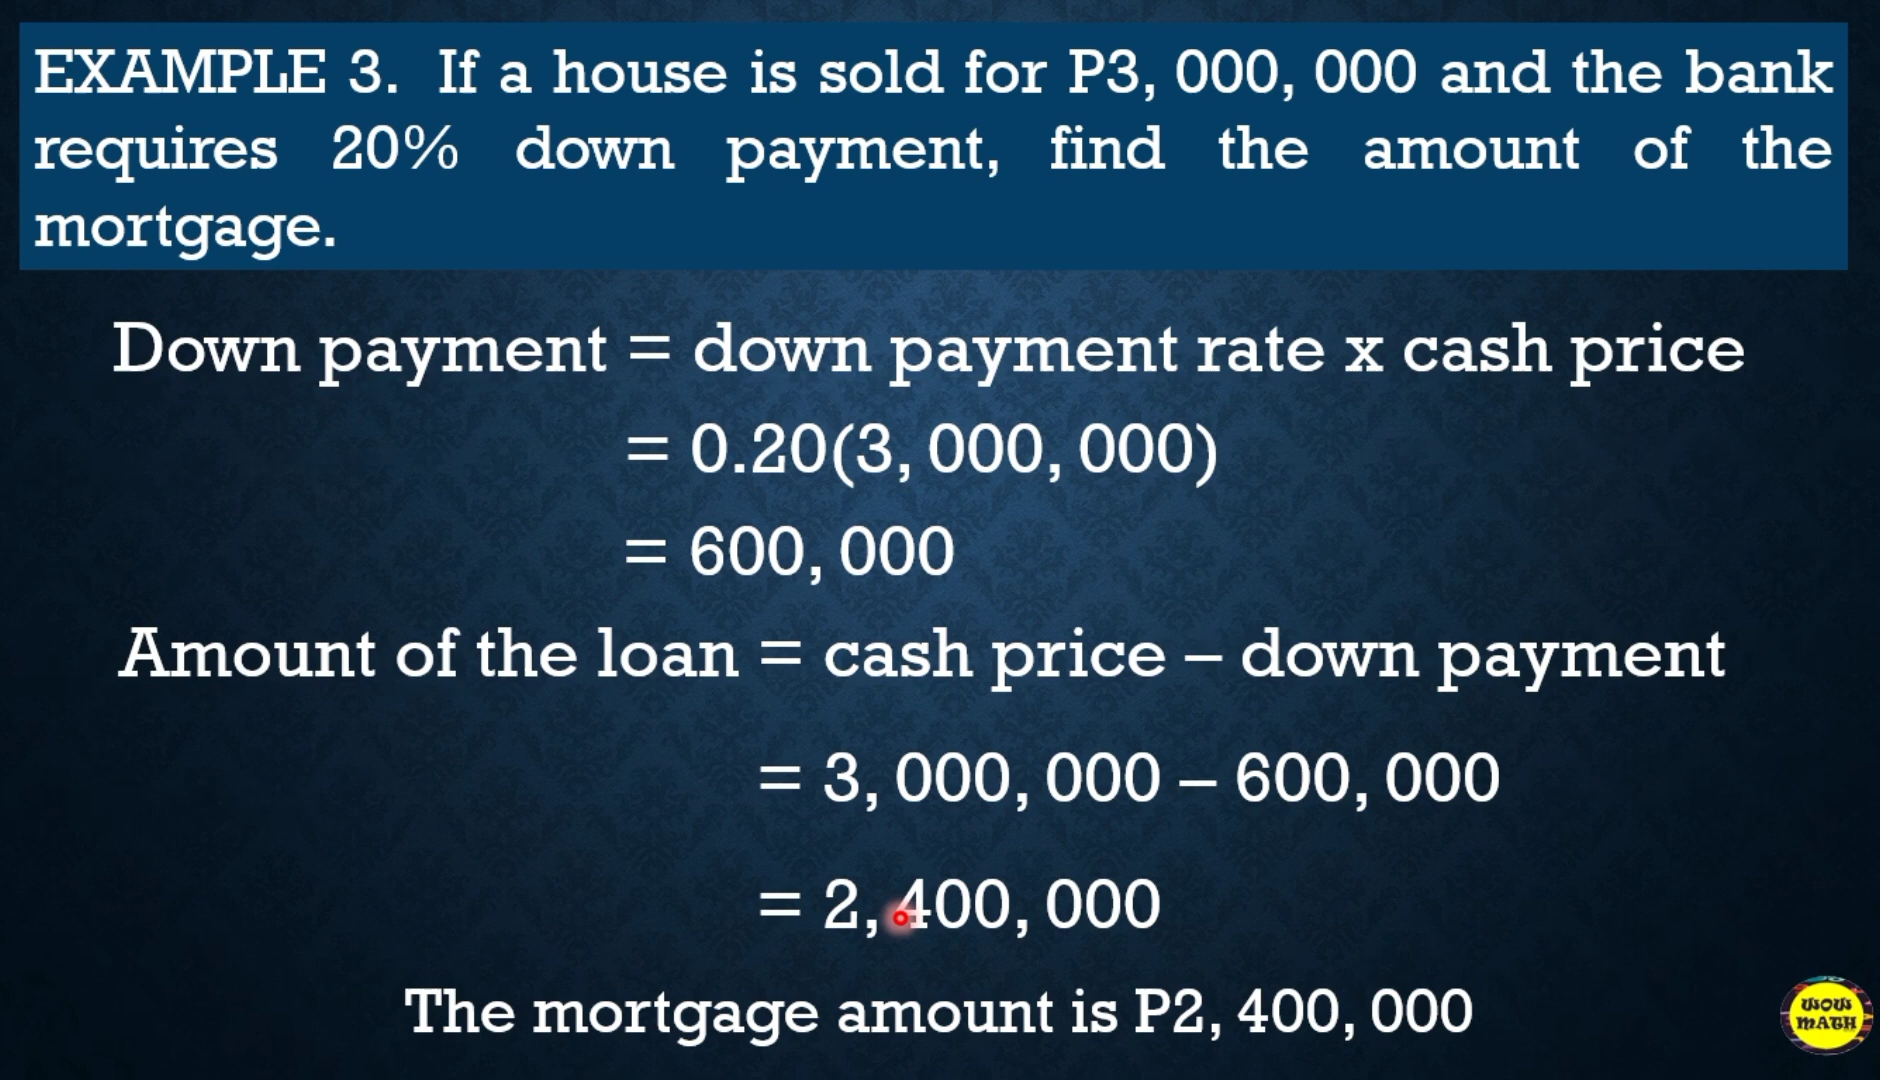 EXAMPLE 3. If a house is sold for P3, 000, 000 and the bank
requires 20% down payment, find the amount of the
mortgage.
Down payment = down payment rate x cash price
= 0.20(3, 000, 000)
= 600, 000
Amount of the loan = cash price – down payment
= 3, 000, 000 – 600, 000
= 2, 400, 000
The mortgage amount is P2, 400, 000
WOW
MATH